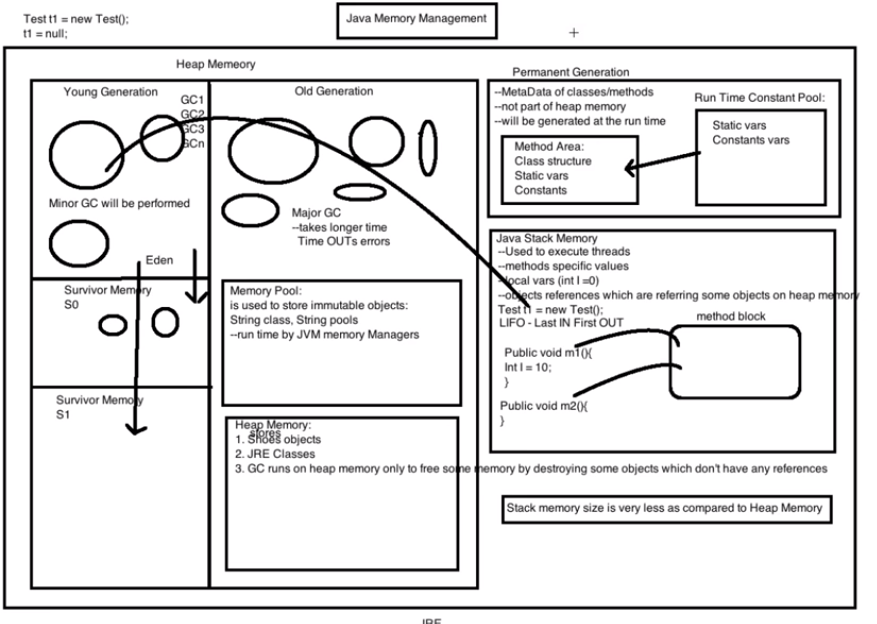 Test t1 = new Test();
t1 = null;
Java Memory Management
Heap Memeory
Young Generation
GC1
GC2
GC3
GCn
Minor GC will be performed
Eden
Survivor Memory
S0
Survivor Memory
S1
Old Generation
Major GC
--takes longer time
Time OUTs errors
Memory Pool:
is used to store immutable objects:
String class, String pools
--run time by JVM memory Managers
Heap Memory:
stores
1. Shoes objects
2. JRE Classes
3. GC runs on heap memory only to free some memory by destroying some objects which don't have any references
Permanent Generation
--MetaData of classes/methods
--not part of heap memory
--will be generated at the run time
Method Area:
Class structure
Static vars
Constants
Run Time Constant Pool:
Static vars
Constants vars
Java Stack Memory
--Used to execute threads
--methods specific values
--local vars (int I =0)
--objects references which are referring some objects on heap memory
Test t1 = new Test();
LIFO - Last IN First OUT
method block
Public void m1(){
Int I = 10;
}
Public void m2(){
}
Stack memory size is very less as compared to Heap Memory